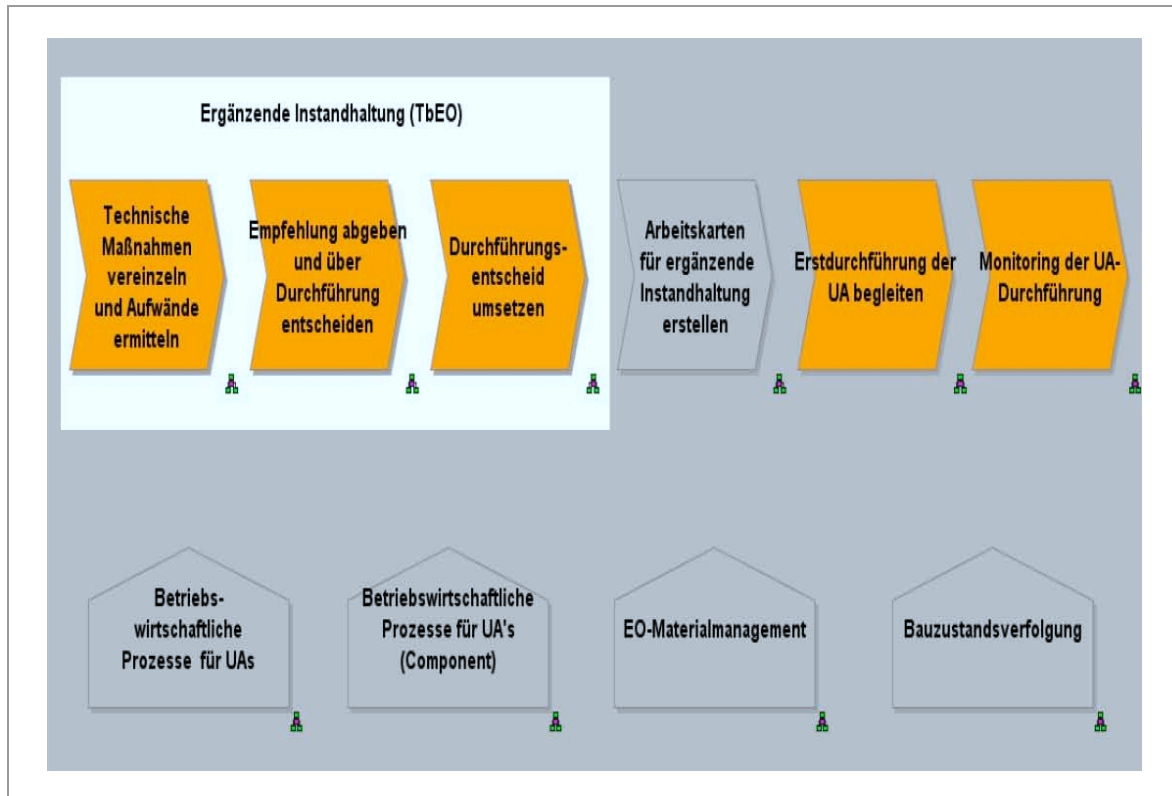 Ergänzende Instandhaltung (TbEO)
Technische
Maßnahmen
vereinzeln
und Aufwände
ermitteln
Empfehlung abgeben
und über
Durchführung
entscheiden
Durchführungs-
entscheid
umsetzen
Arbeitskarten
für ergänzende
Instandhaltung
erstellen
Erstdurchführung der
UA begleiten
Monitoring der UA-
Durchführung
Betriebs-
wirtschaftliche
Prozesse für UAs
Betriebswirtschaftliche
Prozesse für UA's
(Component)
EO-Materialmanagement
Bauzustandsverfolgung